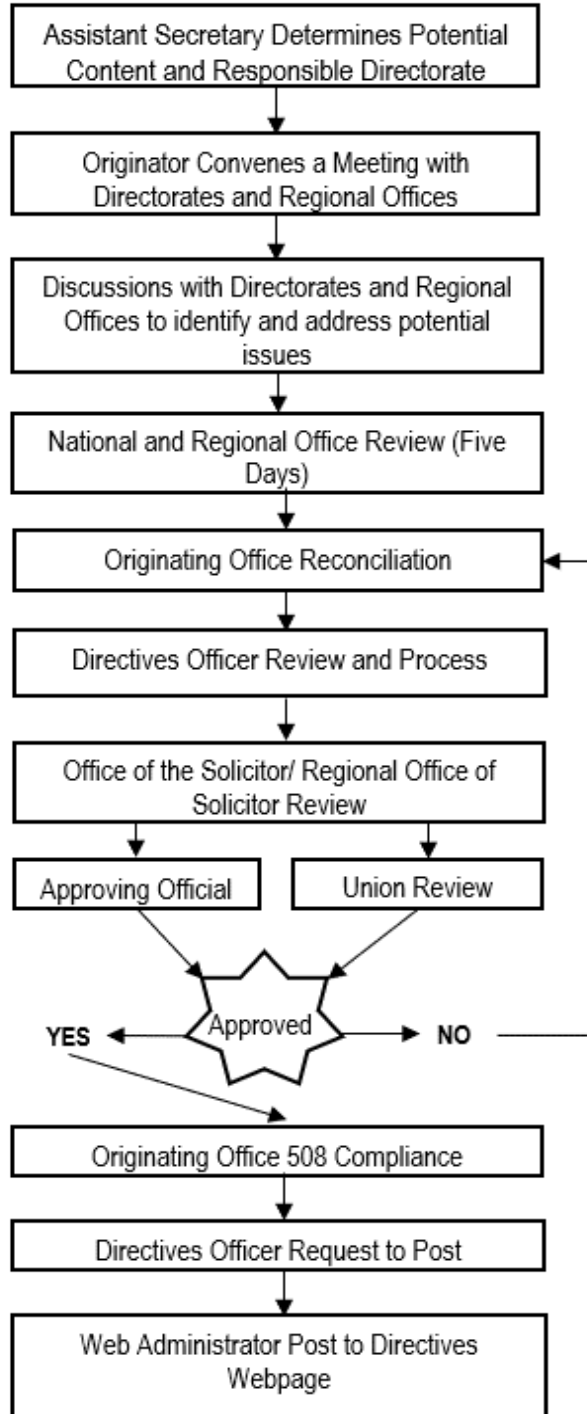 Assistant Secretary Determines Potential
Content and Responsible Directorate
Originator Convenes a Meeting with
Directorates and Regional Offices
Discussions with Directorates and Regional
Offices to identify and address potential
issues
National and Regional Office Review (Five
Days)
Originating Office Reconciliation
Directives Officer Review and Process
Office of the Solicitor/ Regional Office of
Solicitor Review
Approving Official
Union Review
Approved
YES
NO
Originating Office 508 Compliance
Directives Officer Request to Post
Web Administrator Post to Directives
Webpage